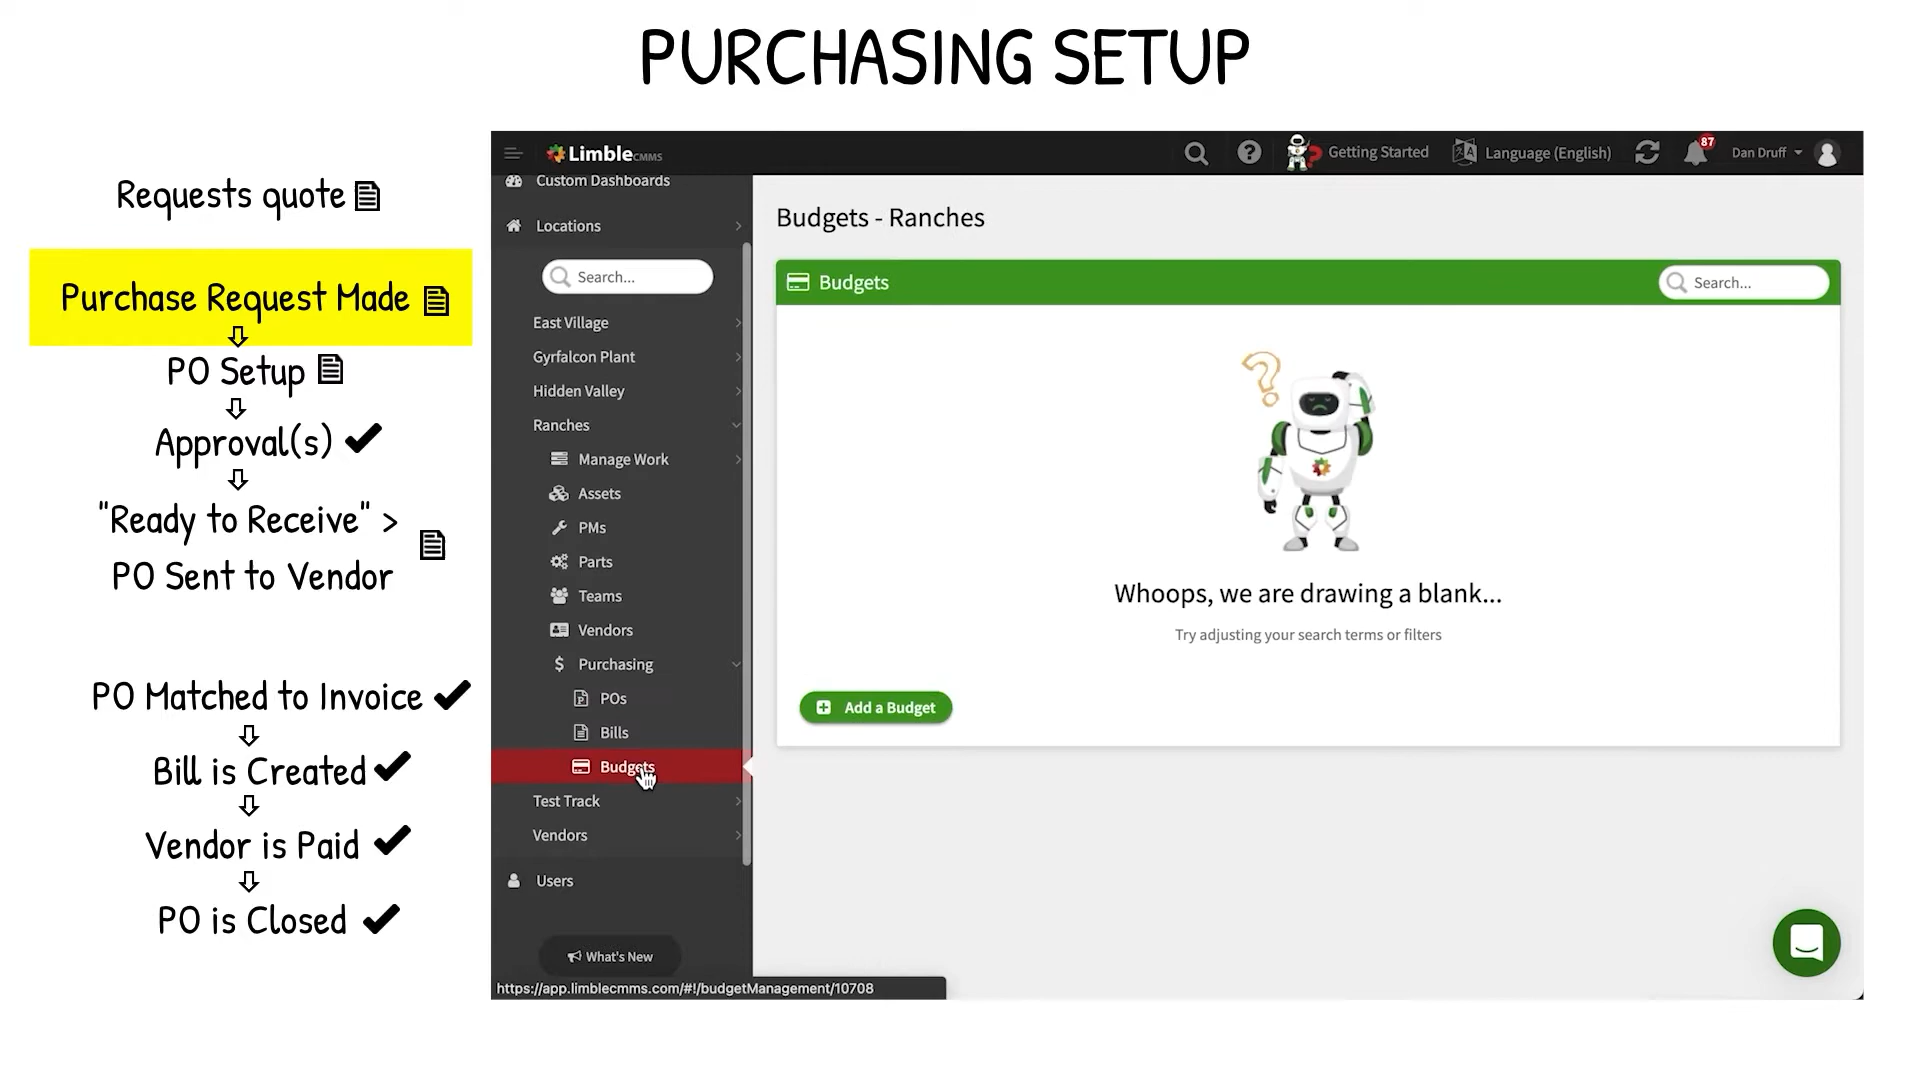 PURCHASING SETUP
Requests quote
Purchase Request Made
PO Setup
Approval(s)
"Ready to Receive" >
PO Sent to Vendor
PO Matched to Invoice
Bill is Created
Vendor is Paid
PO is Closed
Limble CMMS
Getting Started
Language (English)
87
Dan Druff
Custom Dashboards
Locations
Search...
East Village
Gyrfalcon Plant
Hidden Valley
Ranches
Manage Work
Assets
PMs
Parts
Teams
Vendors
Purchasing
POs
Bills
Budgets
Test Track
Vendors
Users
What's New
https://app.limblecmms.com/#!/budgetManagement/10708
Budgets - Ranches
Budgets
Search...
Whoops, we are drawing a blank...
Try adjusting your search terms or filters
Add a Budget